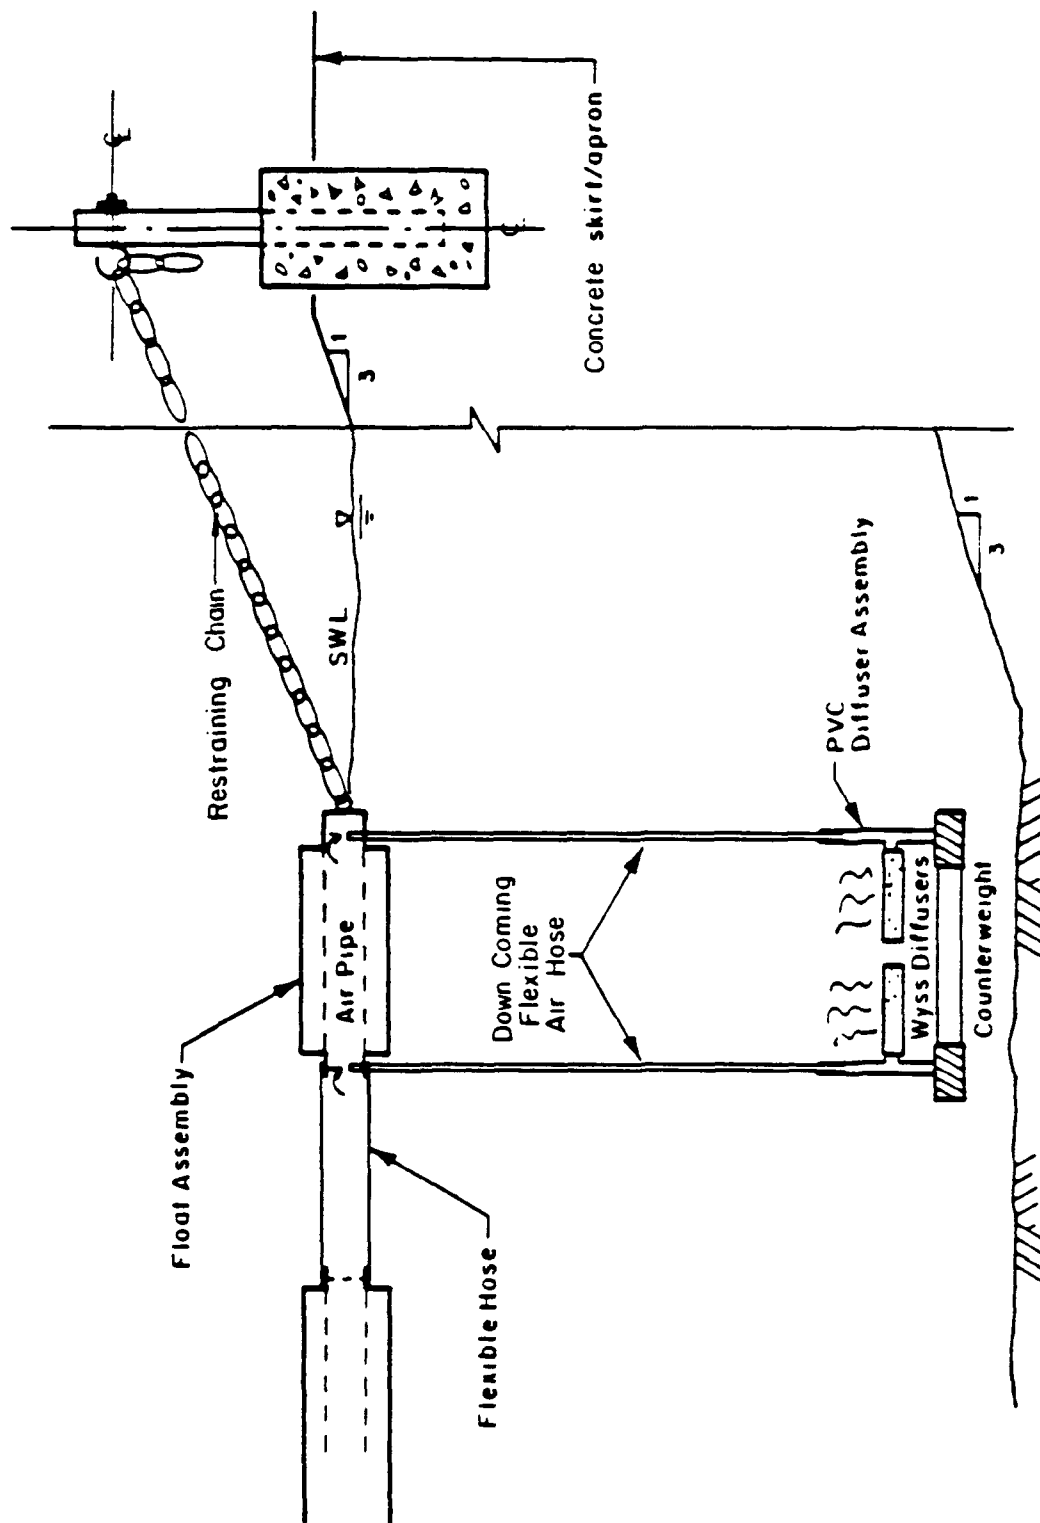 ℄
Concrete skirt/apron
1
3
Restraining Chain
SWL
℄
1
3
PVC
Diffuser Assembly
Float Assembly
Air Pipe
Down Coming
Flexible
Air Hose
Wyss Diffusers
Counterweight
Flexible Hose